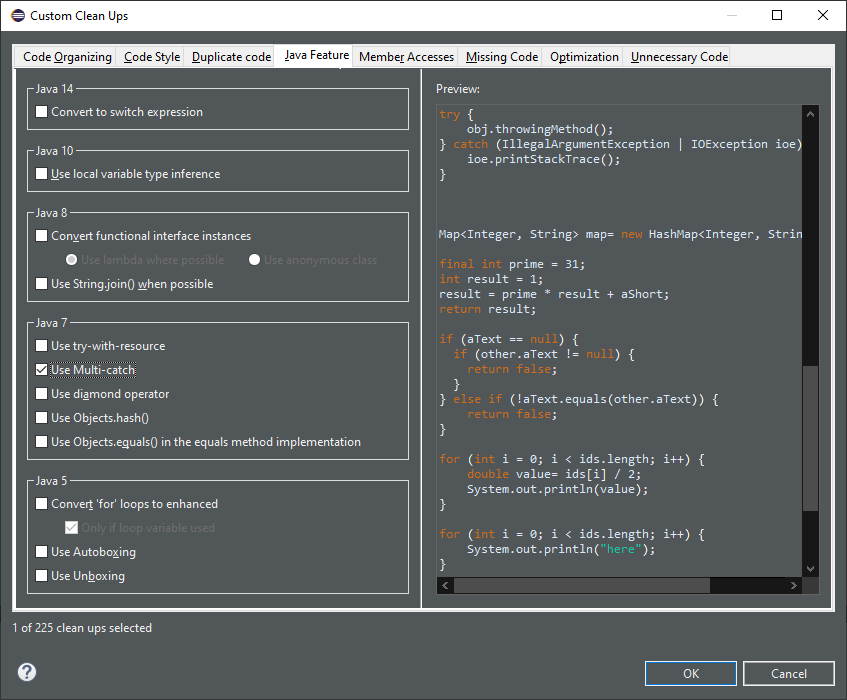 Custom Clean Ups
Code Organizing Code Style Duplicate code Java Feature Member Accesses Missing Code Optimization Unnecessary Code
Java 14
Convert to switch expression
Java 10
Use local variable type inference
Java 8
Convert functional interface instances
Use lambda where possible Use anonymous class
Use String.join() when possible
Java 7
Use try-with-resource
Use Multi-catch
Use diamond operator
Use Objects.hash()
Use Objects.equals() in the equals method implementation
Java 5
Convert 'for' loops to enhanced
Only if loop variable used
Use Autoboxing
Use Unboxing
Preview:
try {
    obj.throwingMethod();
} catch (IllegalArgumentException | IOException ioe)
    ioe.printStackTrace();
}
Map<Integer, String> map= new HashMap<Integer, Strin
final int prime = 31;
int result = 1;
result = prime * result + aShort;
return result;
if (aText == null) {
  if (other.aText != null) {
    return false;
  }
} else if (!aText.equals(other.aText)) {
    return false;
}
for (int i = 0; i < ids.length; i++) {
    double value= ids[i] / 2;
    System.out.println(value);
}
for (int i = 0; i < ids.length; i++) {
    System.out.println("here");
}
1 of 225 clean ups selected
?
OK Cancel